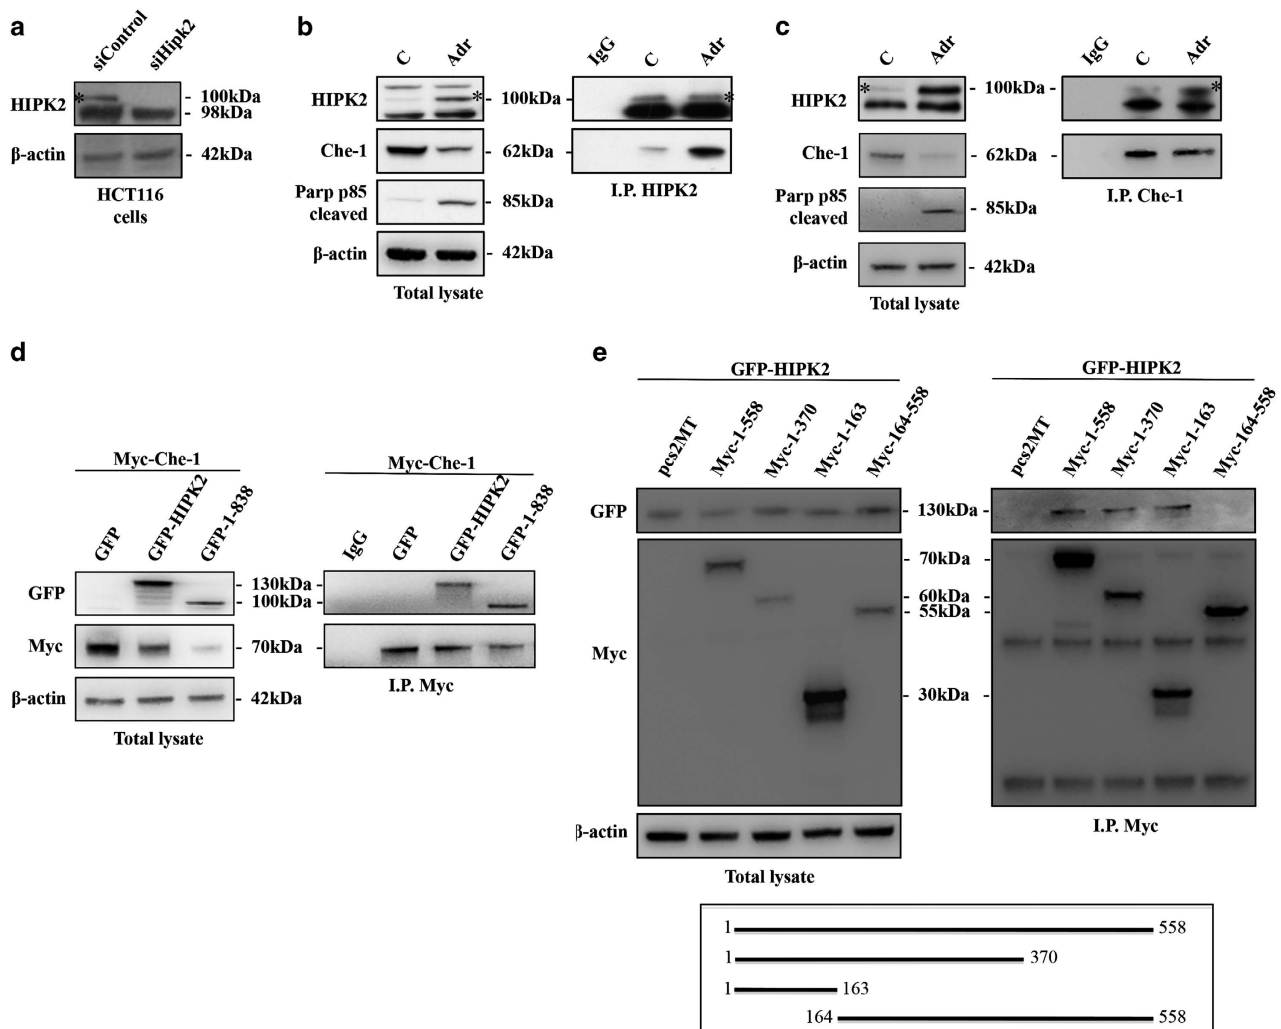 a
siControl
siHipk2
HIPK2
*
- 100kDa
- 98kDa
β-actin
- 42kDa
HCT116
cells
b
C
Adr
HIPK2
*
Che-1
Parp p85
cleaved
β-actin
- 100kDa -
- 62kDa -
- 85kDa
- 42kDa
Total lysate
IgG
C
Adr
*
I.P. HIPK2
c
C
Adr
HIPK2
*
Che-1
Parp p85
cleaved
β-actin
- 100kDa -
- 62kDa -
- 85kDa
- 42kDa
Total lysate
IgG
C
Adr
*
I.P. Che-1
d
Myc-Che-1
GFP
GFP-HIPK2
GFP-1-838
GFP
Myc
β-actin
- 130kDa -
- 100kDa -
- 70kDa -
- 42kDa
Total lysate
Myc-Che-1
IgG
GFP
GFP-HIPK2
GFP-1-838
I.P. Myc
e
GFP-HIPK2
pcs2MT
Myc-1-558
Myc-1-370
Myc-1-163
Myc-164-558
GFP
Myc
β-actin
- 130kDa -
- 70kDa -
- 60kDa -
- 55kDa -
- 30kDa -
Total lysate
GFP-HIPK2
pcs2MT
Myc-1-558
Myc-1-370
Myc-1-163
Myc-164-558
I.P. Myc
1 558
1 370
1 163
164 558